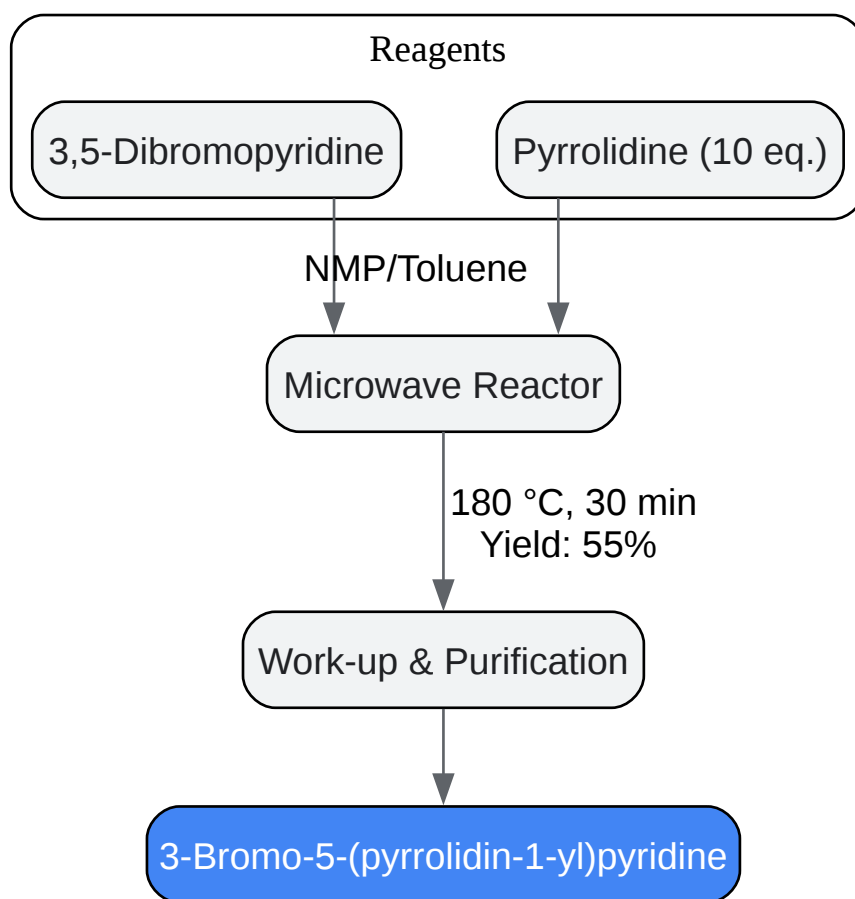 Reagents
3,5-Dibromopyridine
Pyrrolidine (10 eq.)
NMP/Toluene
Microwave Reactor
180 °C, 30 min
Yield: 55%
Work-up & Purification
3-Bromo-5-(pyrrolidin-1-yl)pyridine